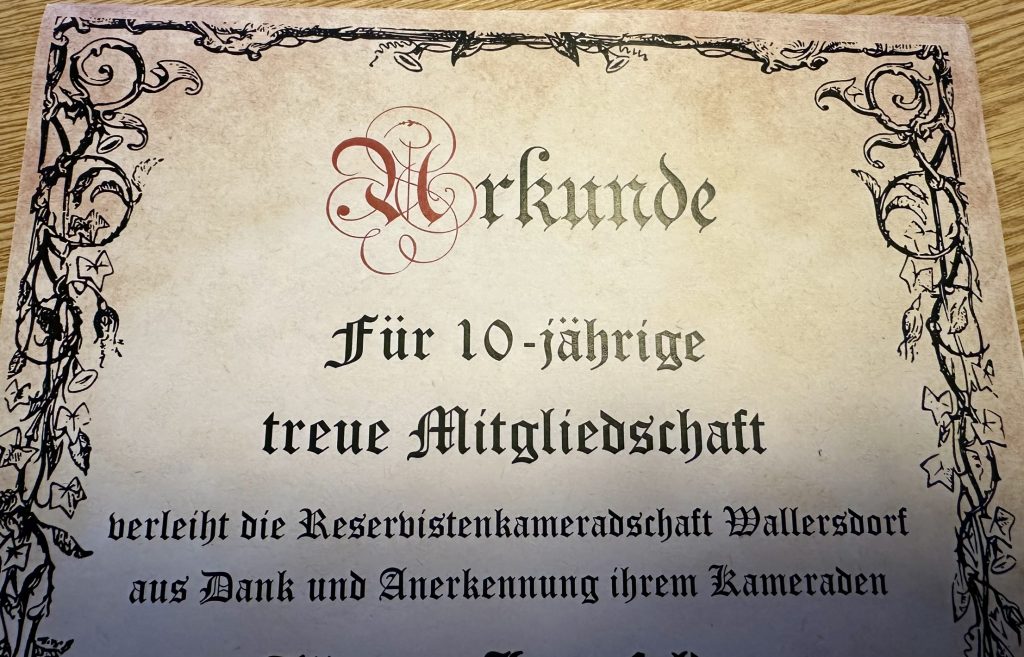 Urkunde
Für 10-jährige
treue Mitgliedschaft
verleiht die Reservistenkameradschaft Wallersdorf
aus Dank und Anerkennung ihrem Kameraden